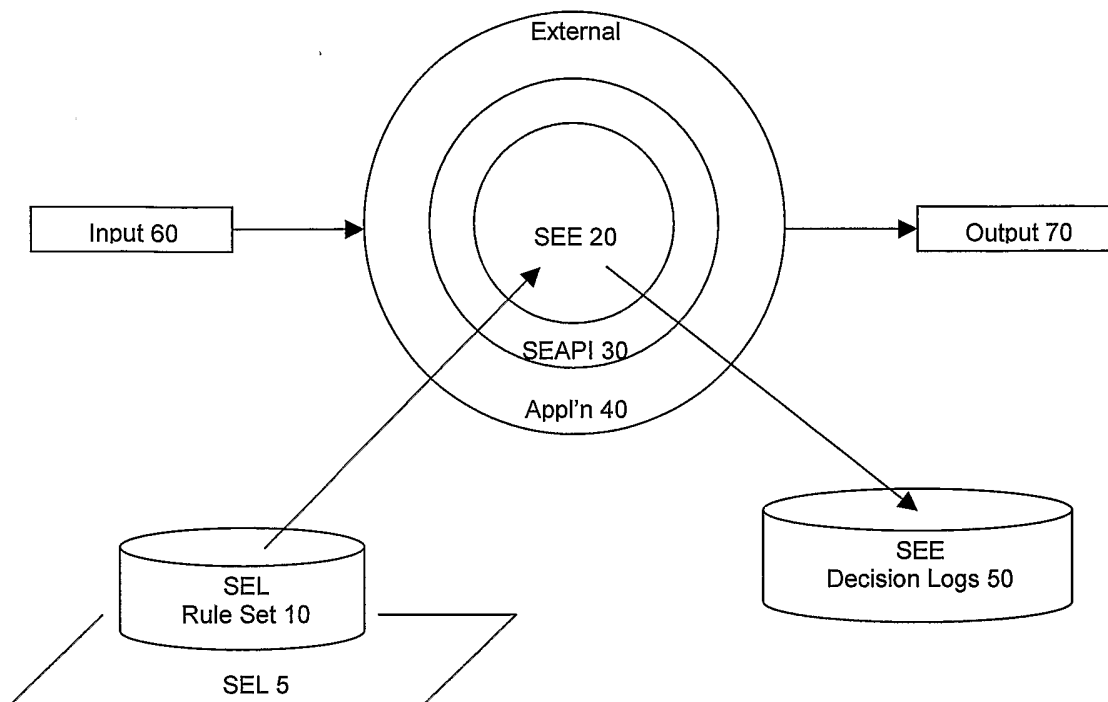 External
Input 60
SEE 20
Output 70
SEAPI 30
Appl'n 40
SEE
Decision Logs 50
SEL
Rule Set 10
SEL 5